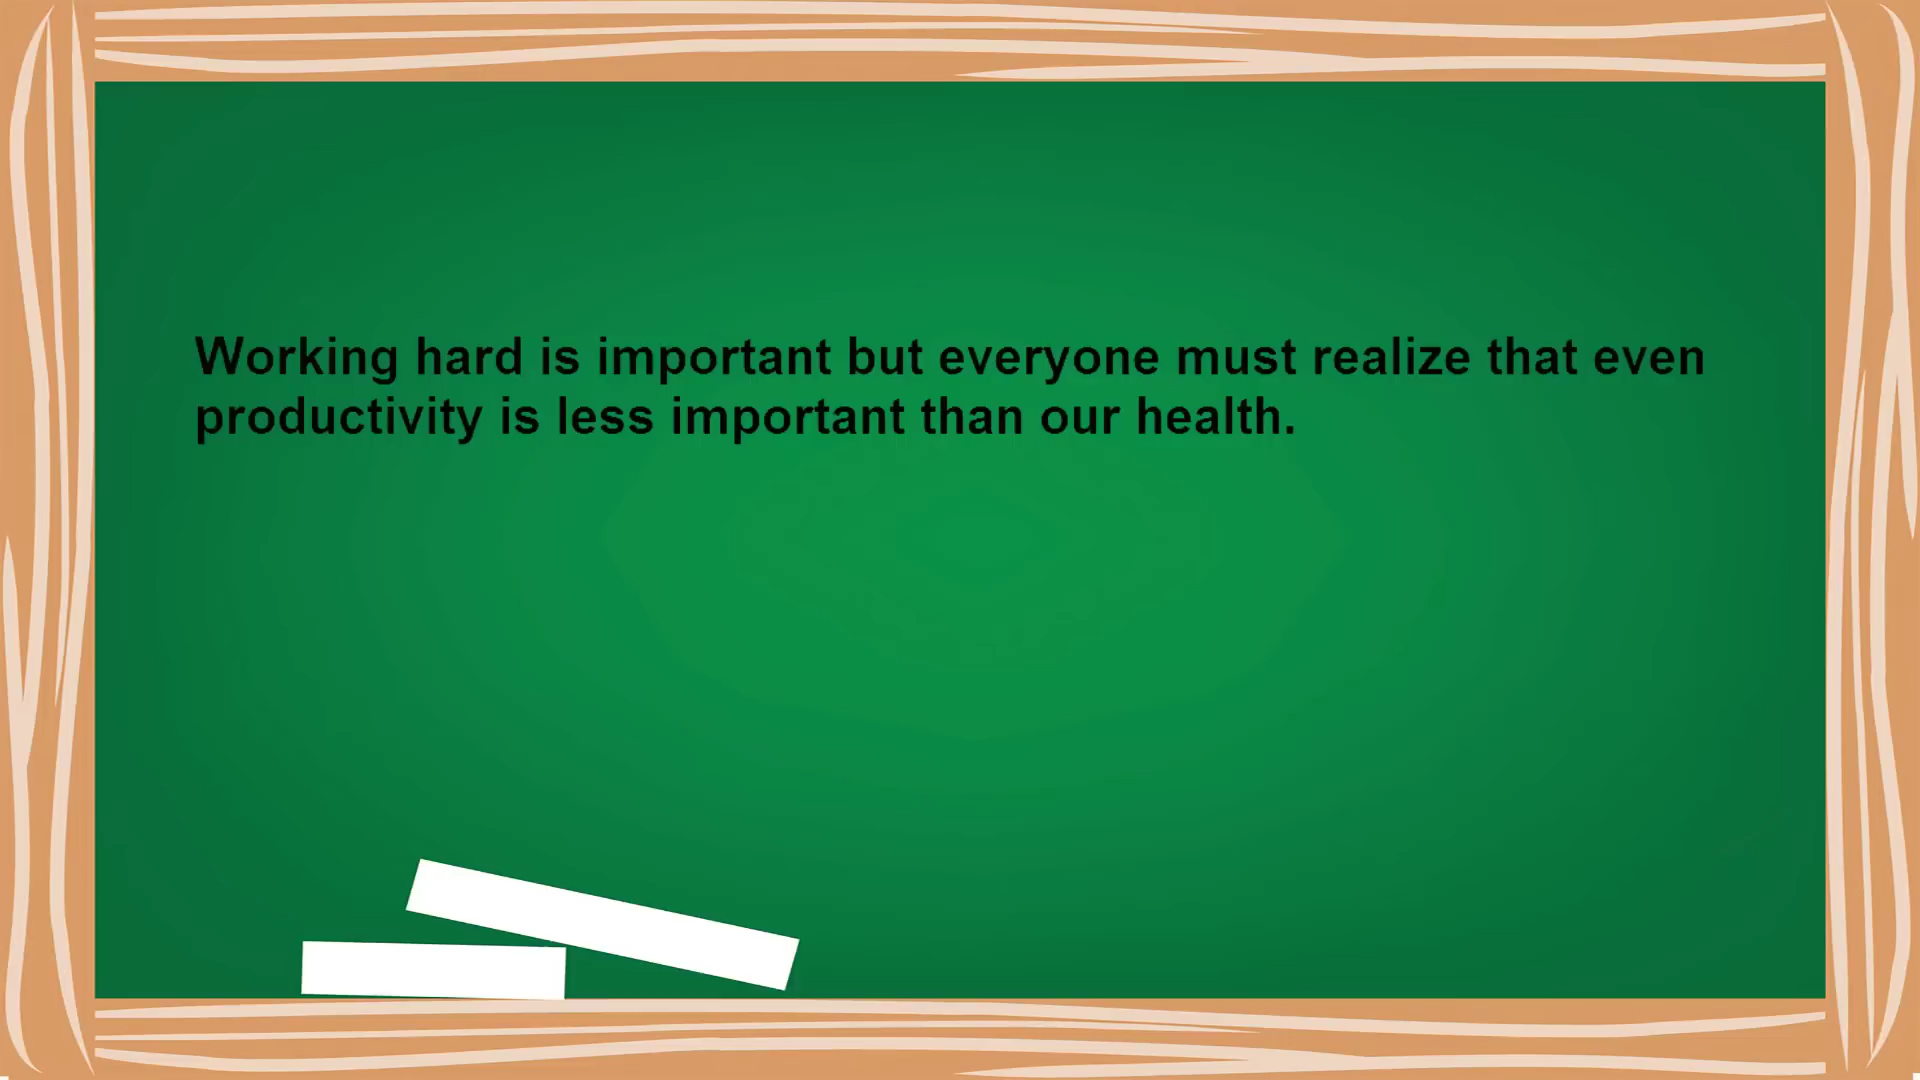 Working hard is important but everyone must realize that even
productivity is less important than our health.